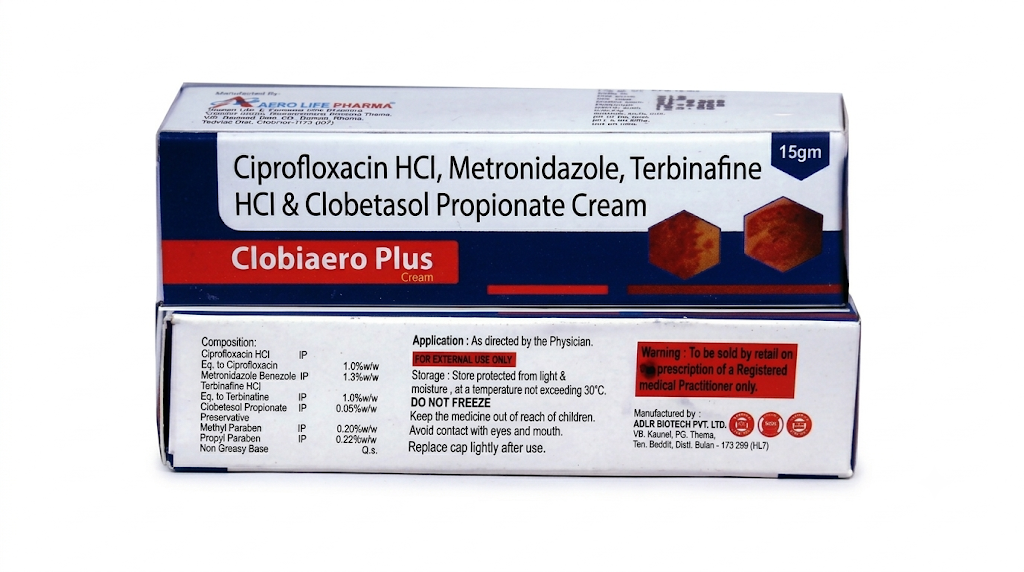 Manufactured By:
AERO LIFE PHARMA
Ciprofloxacin HCl, Metronidazole, Terbinafine
HCl & Clobetasol Propionate Cream
15gm
Clobiaero Plus
Cream
Composition:
Ciprofloxacin HCl IP
Eq. to Ciprofloxacin 1.0%w/w
Metronidazole Benezole IP 1.3%w/w
Terbinafine HCl
Eq. to Terbinatine IP 1.0%w/w
Clobetesol Propionate IP 0.05%w/w
Preservative
Methyl Paraben IP 0.20%w/w
Propyl Paraben IP 0.22%w/w
Non Greasy Base Q.s.
Application : As directed by the Physician.
FOR EXTERNAL USE ONLY
Storage : Store protected from light &
moisture , at a temperature not exceeding 30°C.
DO NOT FREEZE
Keep the medicine out of reach of children.
Avoid contact with eyes and mouth.
Replace cap lightly after use.
Warning : To be sold by retail on
prescription of a Registered
medical Practitioner only.
Manufactured by :
ADLR BIOTECH PVT. LTD.
VB. Kaunel, PG. Thema,
Ten. Beddit, Distl. Bulan - 173 299 (HL7)